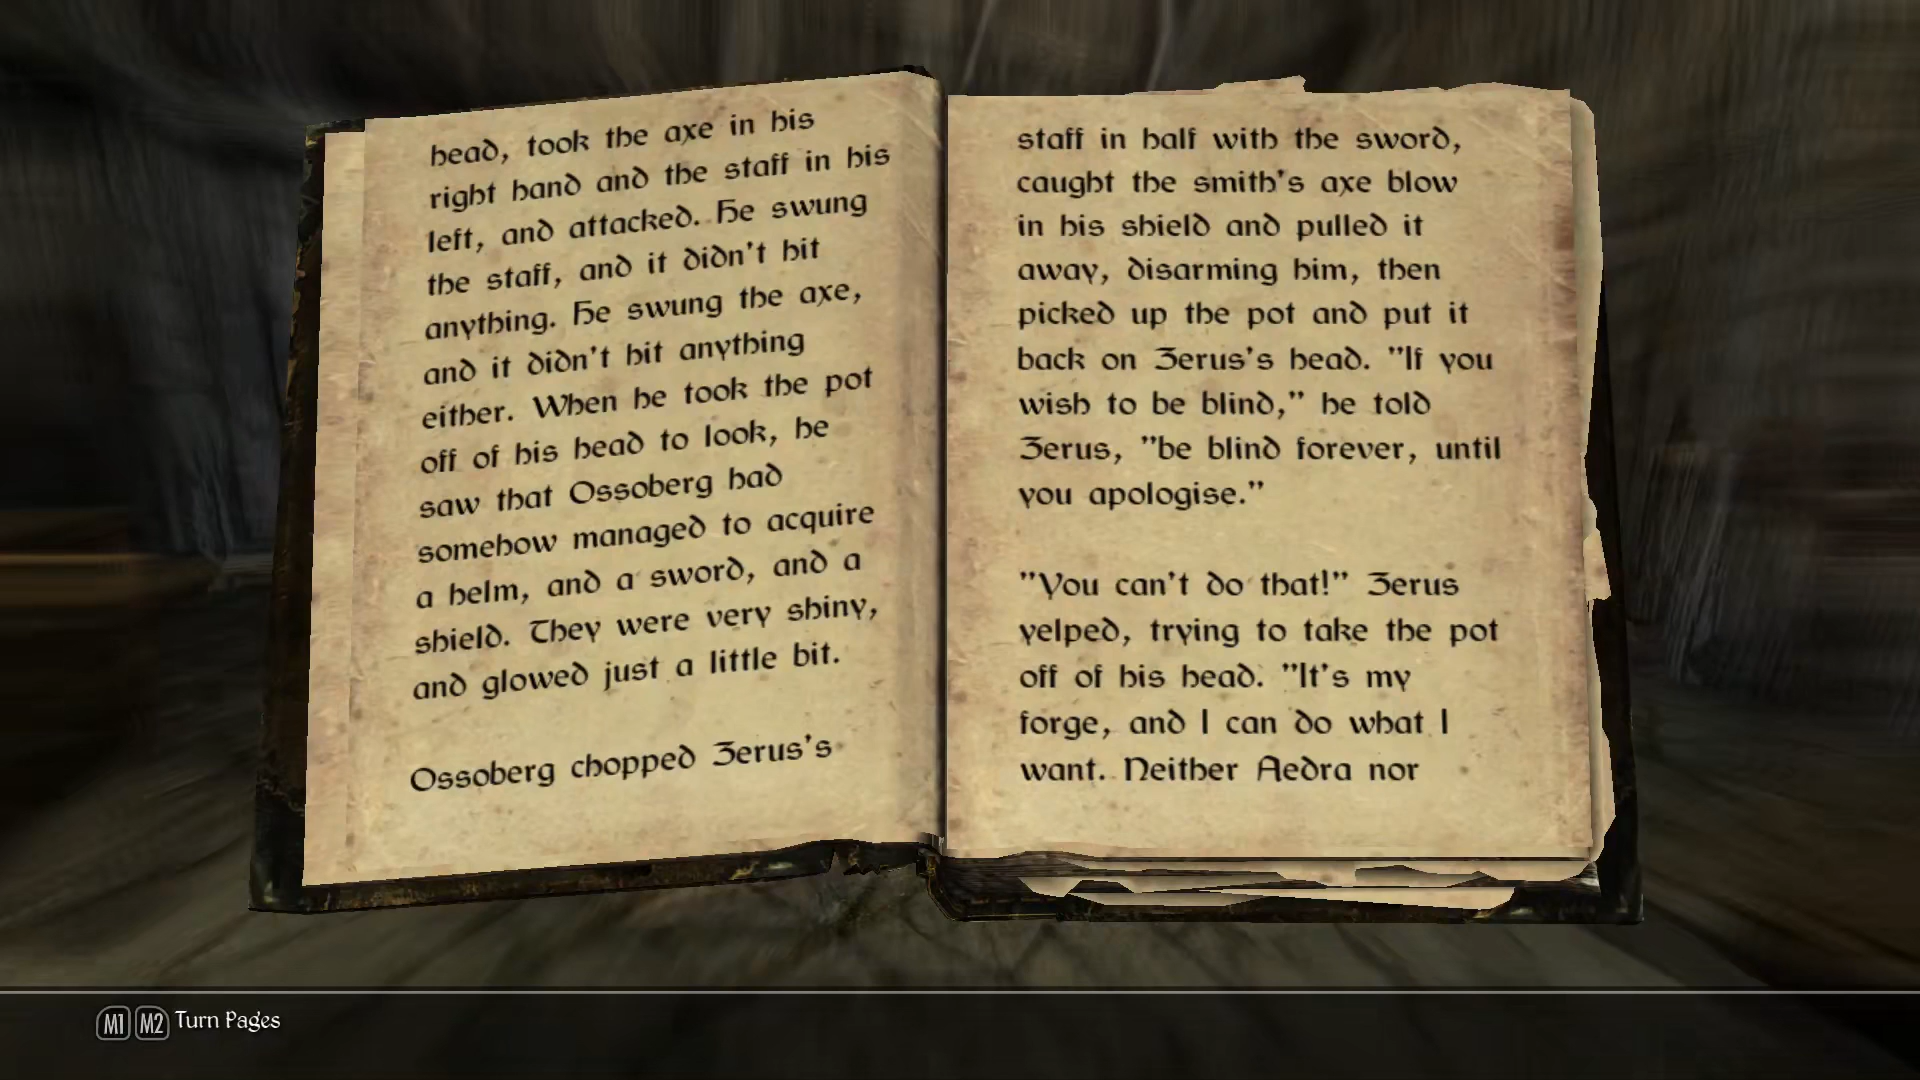 head, took the axe in his
right hand and the staff in his
left, and attacked. He swung
the staff, and it didn't hit
anything. He swung the axe,
and it didn't hit anything
either. When he took the pot
off of his head to look, he
saw that Ossoberg had
somehow managed to acquire
a helm, and a sword, and a
shield. They were very shiny,
and glowed just a little bit.
Ossoberg chopped Zerus's
staff in half with the sword,
caught the smith's axe blow
in his shield and pulled it
away, disarming him, then
picked up the pot and put it
back on Zerus's head. "If you
wish to be blind," he told
Zerus, "be blind forever, until
you apologise."
"You can't do that!" Zerus
yelped, trying to take the pot
off of his head. "It's my
forge, and I can do what I
want. Neither Aedra nor
M1 M2 Turn Pages